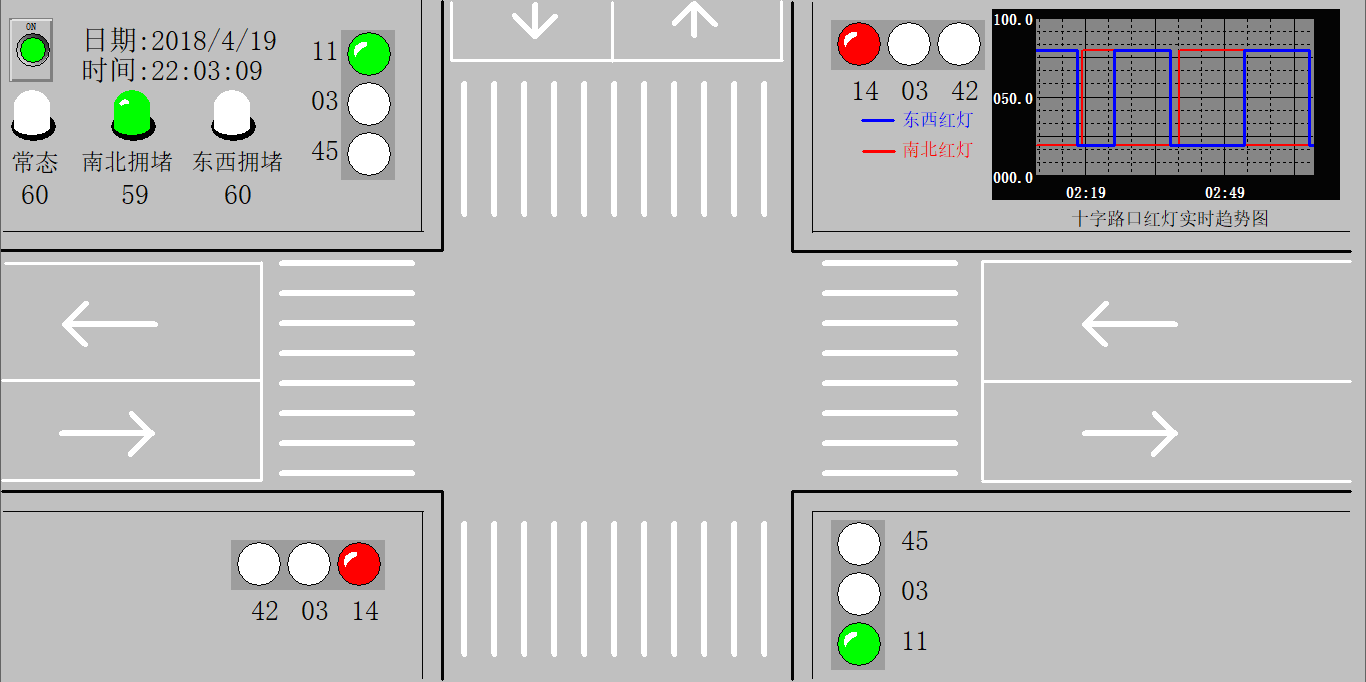 ON
日期:2018/4/19
时间:22:03:09
常态 南北拥堵 东西拥堵
60 59 60
11
03
45
14 03 42
东西红灯
南北红灯
100.0
050.0
000.0
02:19 02:49
十字路口红灯实时趋势图
42 03 14
45
03
11